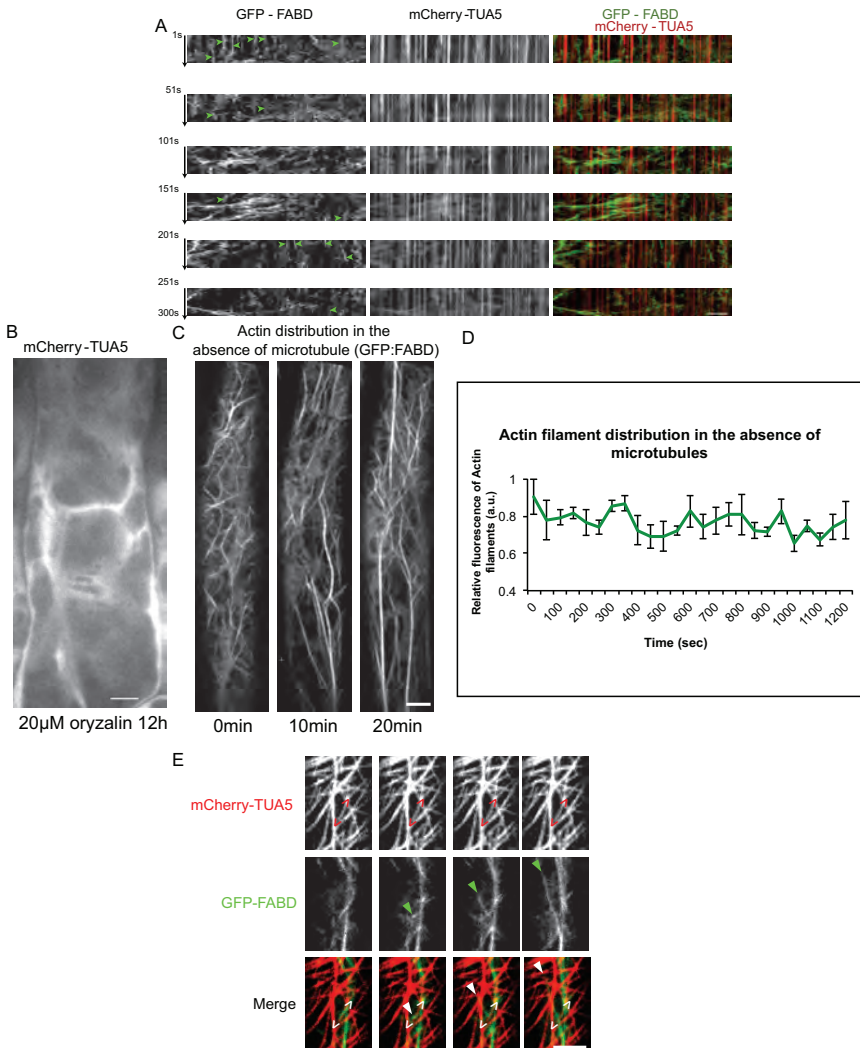 A
GFP - FABD
mCherry-TUA5
GFP - FABD
mCherry - TUA5
1s
51s
101s
151s
201s
251s
300s
B
mCherry-TUA5
20µM oryzalin 12h
C
Actin distribution in the
absence of microtubule (GFP:FABD)
0min
10min
20min
D
Actin filament distribution in the absence of
microtubules
Relative fluorescence of Actin
filaments (a.u.)
1
0.8
0.6
0.4
0
100
200
300
400
500
600
700
800
900
1000
1100
1200
Time (sec)
E
mCherry-TUA5
GFP-FABD
Merge